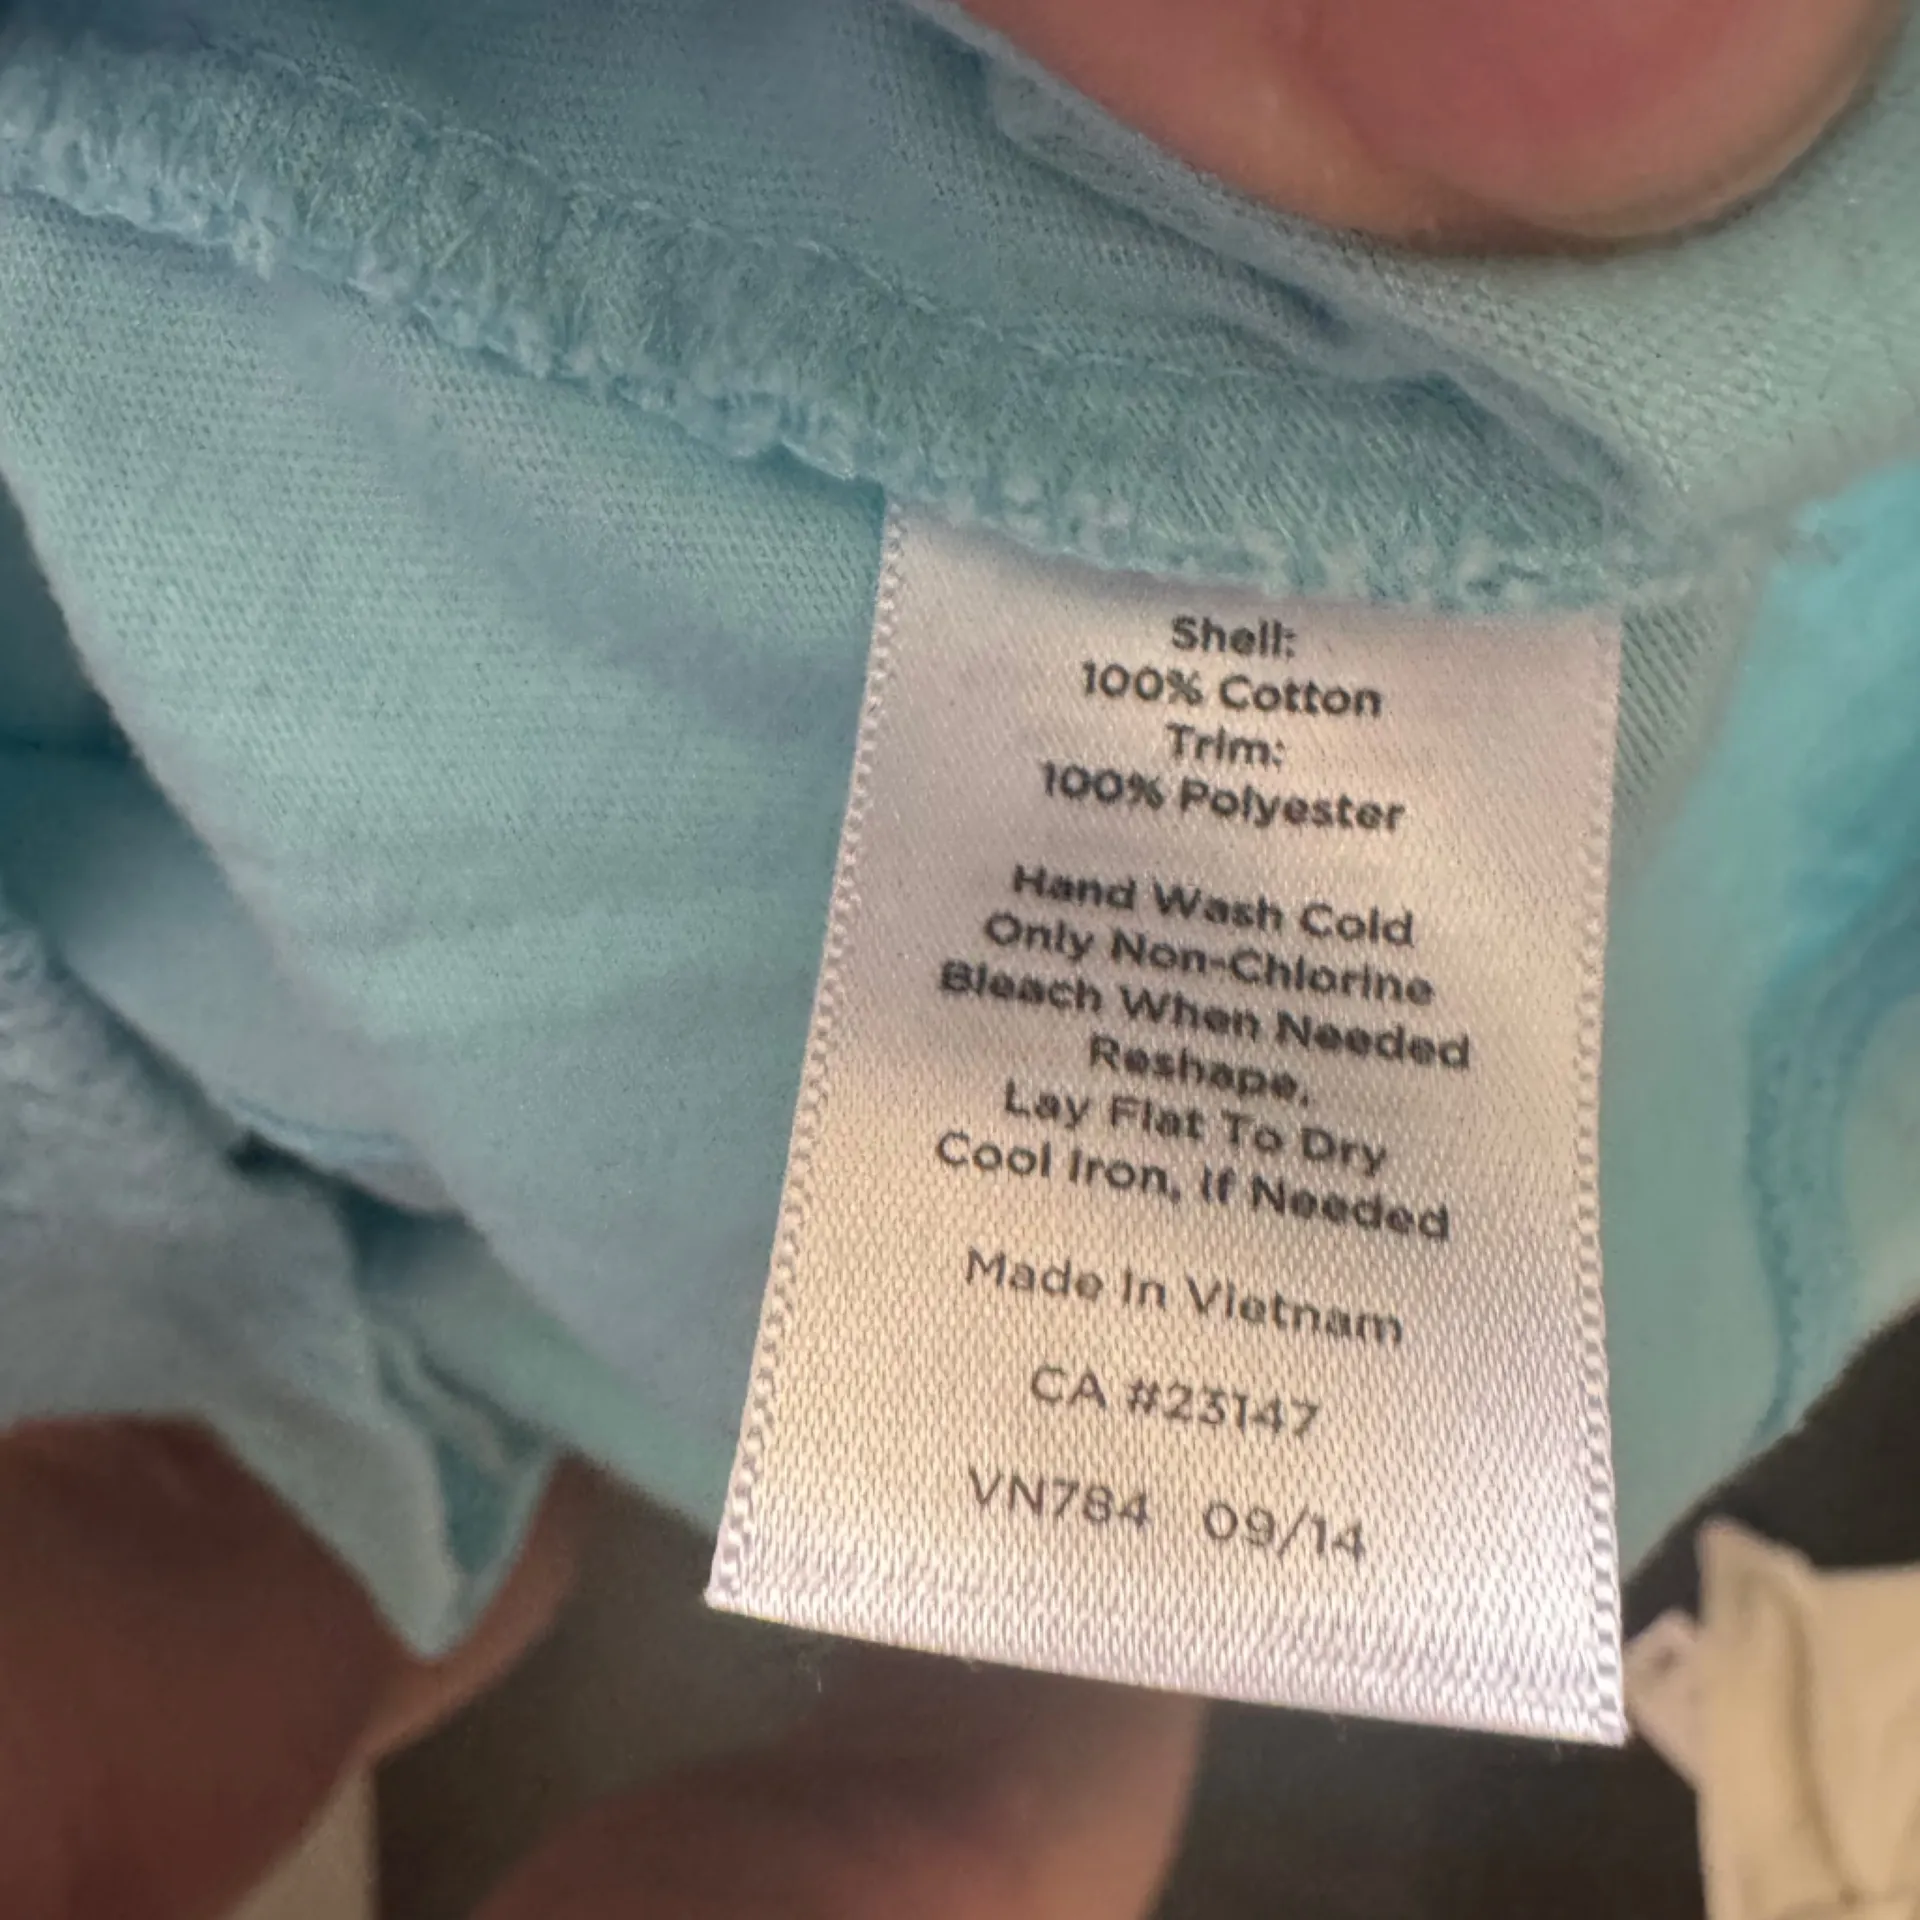 Shell:
100% Cotton
Trim:
100% Polyester
Hand Wash Cold
Only Non-Chlorine
Bleach When Needed
Reshape,
Lay Flat To Dry
Cool Iron, If Needed
Made In Vietnam
CA #23147
VN784 09/14